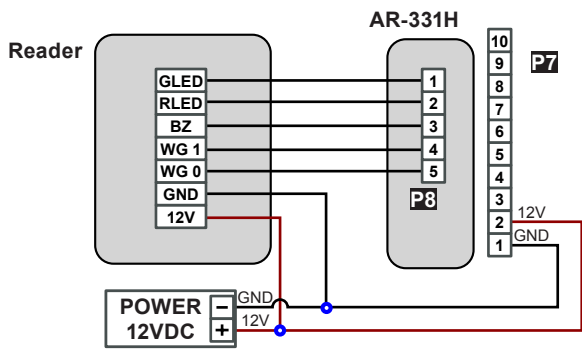 AR-331H
Reader
P7
GLED
RLED
BZ
WG 1
WG 0
GND
12V
1
2
3
4
5
P8
10
9
8
7
6
5
4
3
2
1
12V
GND
POWER
12VDC
−
+
GND
12V